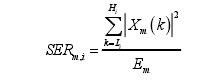 SER_{m,i} = \frac{\sum_{k=L_i}^{H_i} |X_m(k)|^2}{E_m}